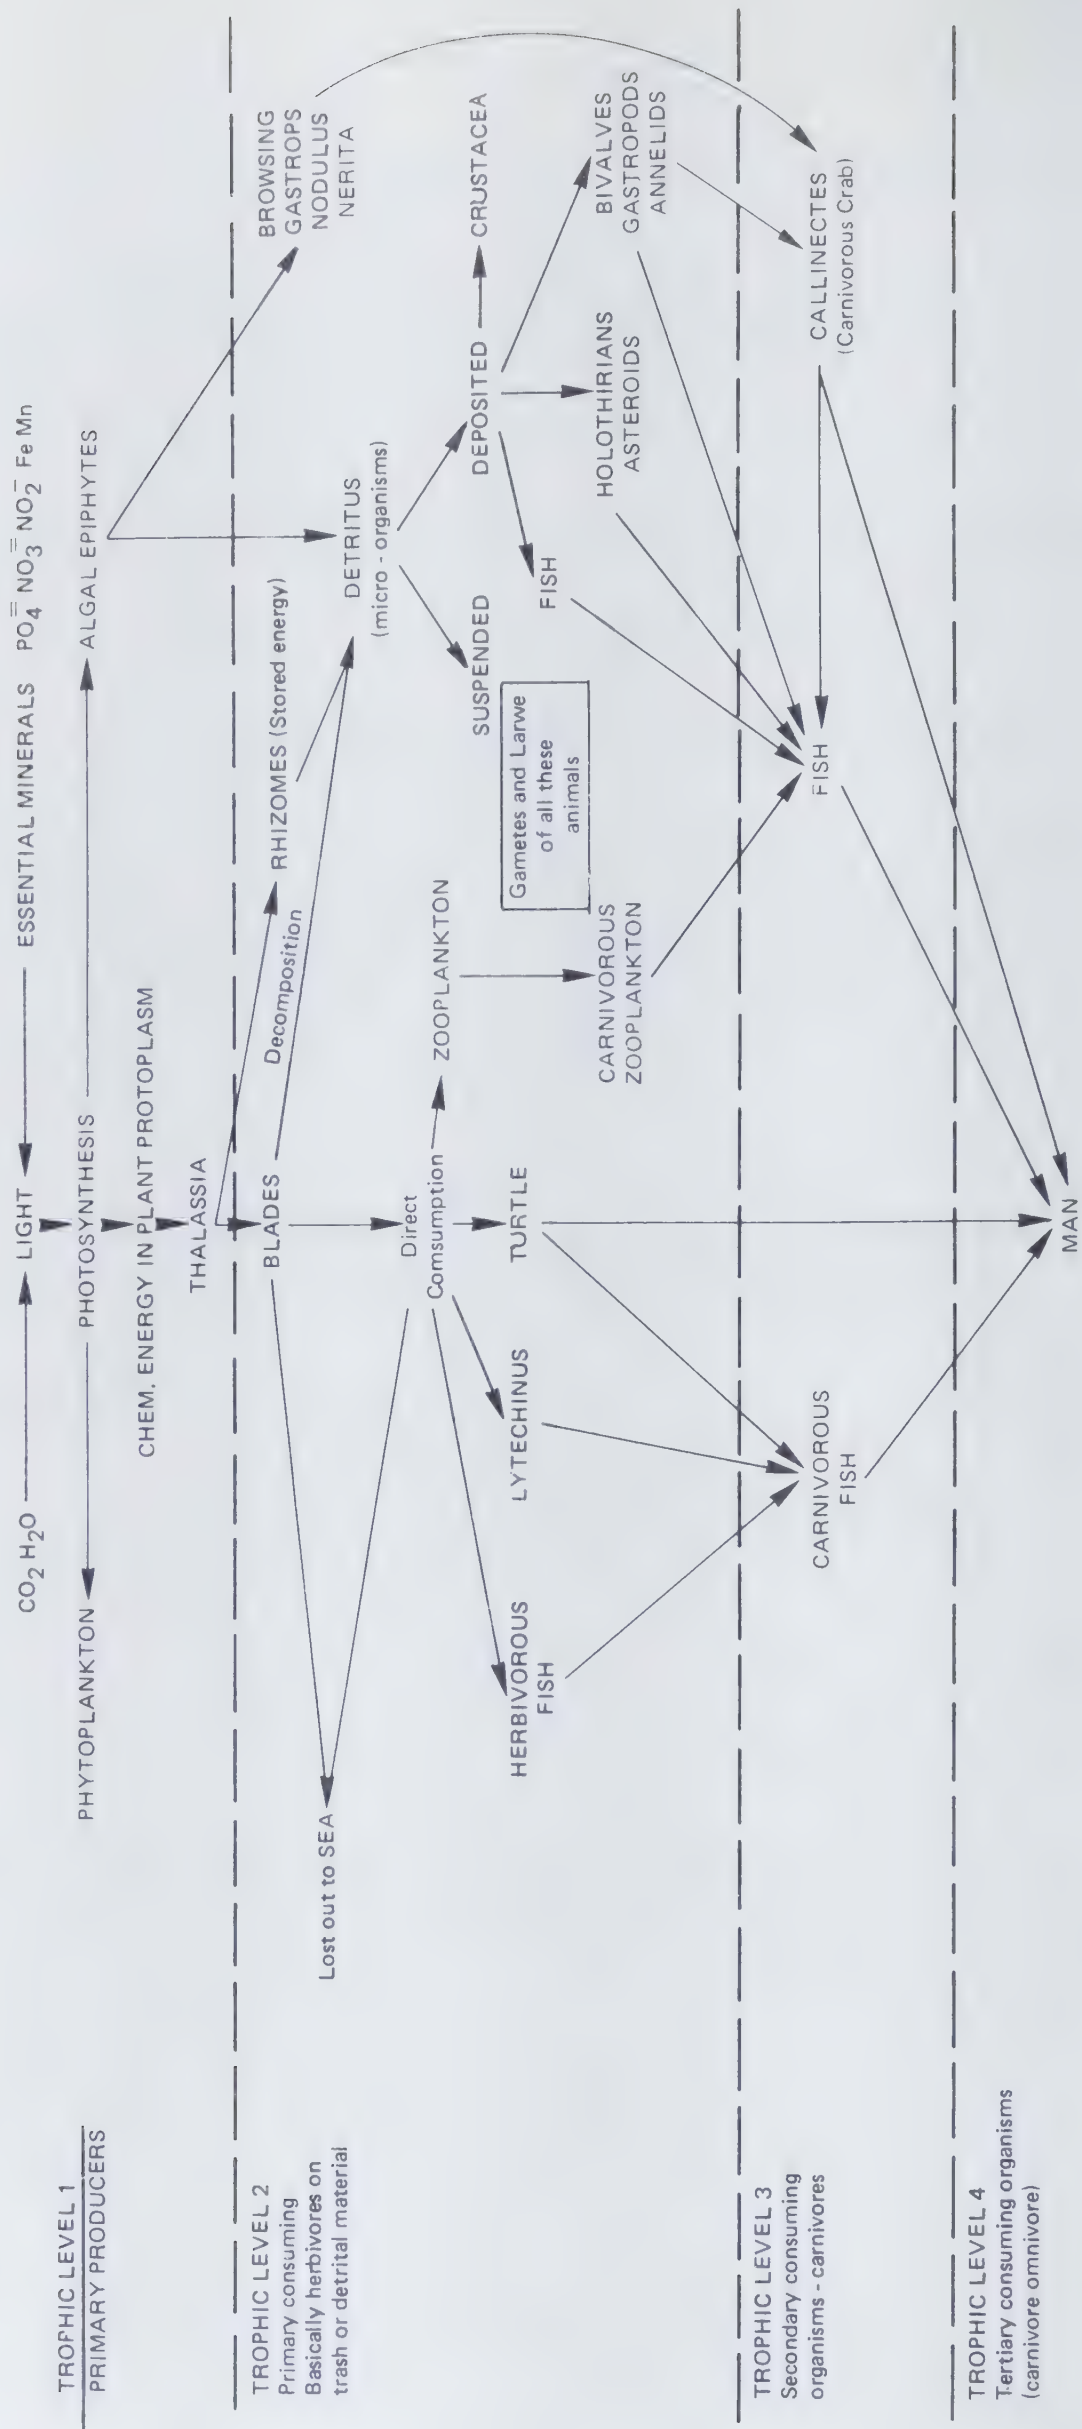 TROPHIC LEVEL 1
PRIMARY PRODUCERS
CO2 H2O
LIGHT
ESSENTIAL MINERALS PO4= NO3= NO2- Fe Mn
PHYTOPLANKTON
PHOTOSYNTHESIS
ALGAL EPIPHYTES
CHEM. ENERGY IN PLANT PROTOPLASM
THALASSIA
TROPHIC LEVEL 2
Primary consuming
Basically herbivores on
trash or detrital material
BLADES
Decomposition
RHIZOMES (Stored energy)
BROWSING
GASTROPS
NODULUS
NERITA
Lost out to SEA
DETRITUS
(micro - organisms)
Direct
Comsumption
ZOOPLANKTON
SUSPENDED
DEPOSITED
CRUSTACEA
HERBIVOROUS
FISH
LYTECHINUS
TURTLE
Gametes and Larwe
of all these
animals
FISH
CARNIVOROUS
ZOOPLANKTON
HOLOTHIRIANS
ASTEROIDS
BIVALVES
GASTROPODS
ANNELIDS
TROPHIC LEVEL 3
Secondary consuming
organisms - carnivores
CARNIVOROUS
FISH
FISH
CALLINECTES
(Carnivorous Crab)
TROPHIC LEVEL 4
Tertiary consuming organisms
(carnivore omnivore)
MAN